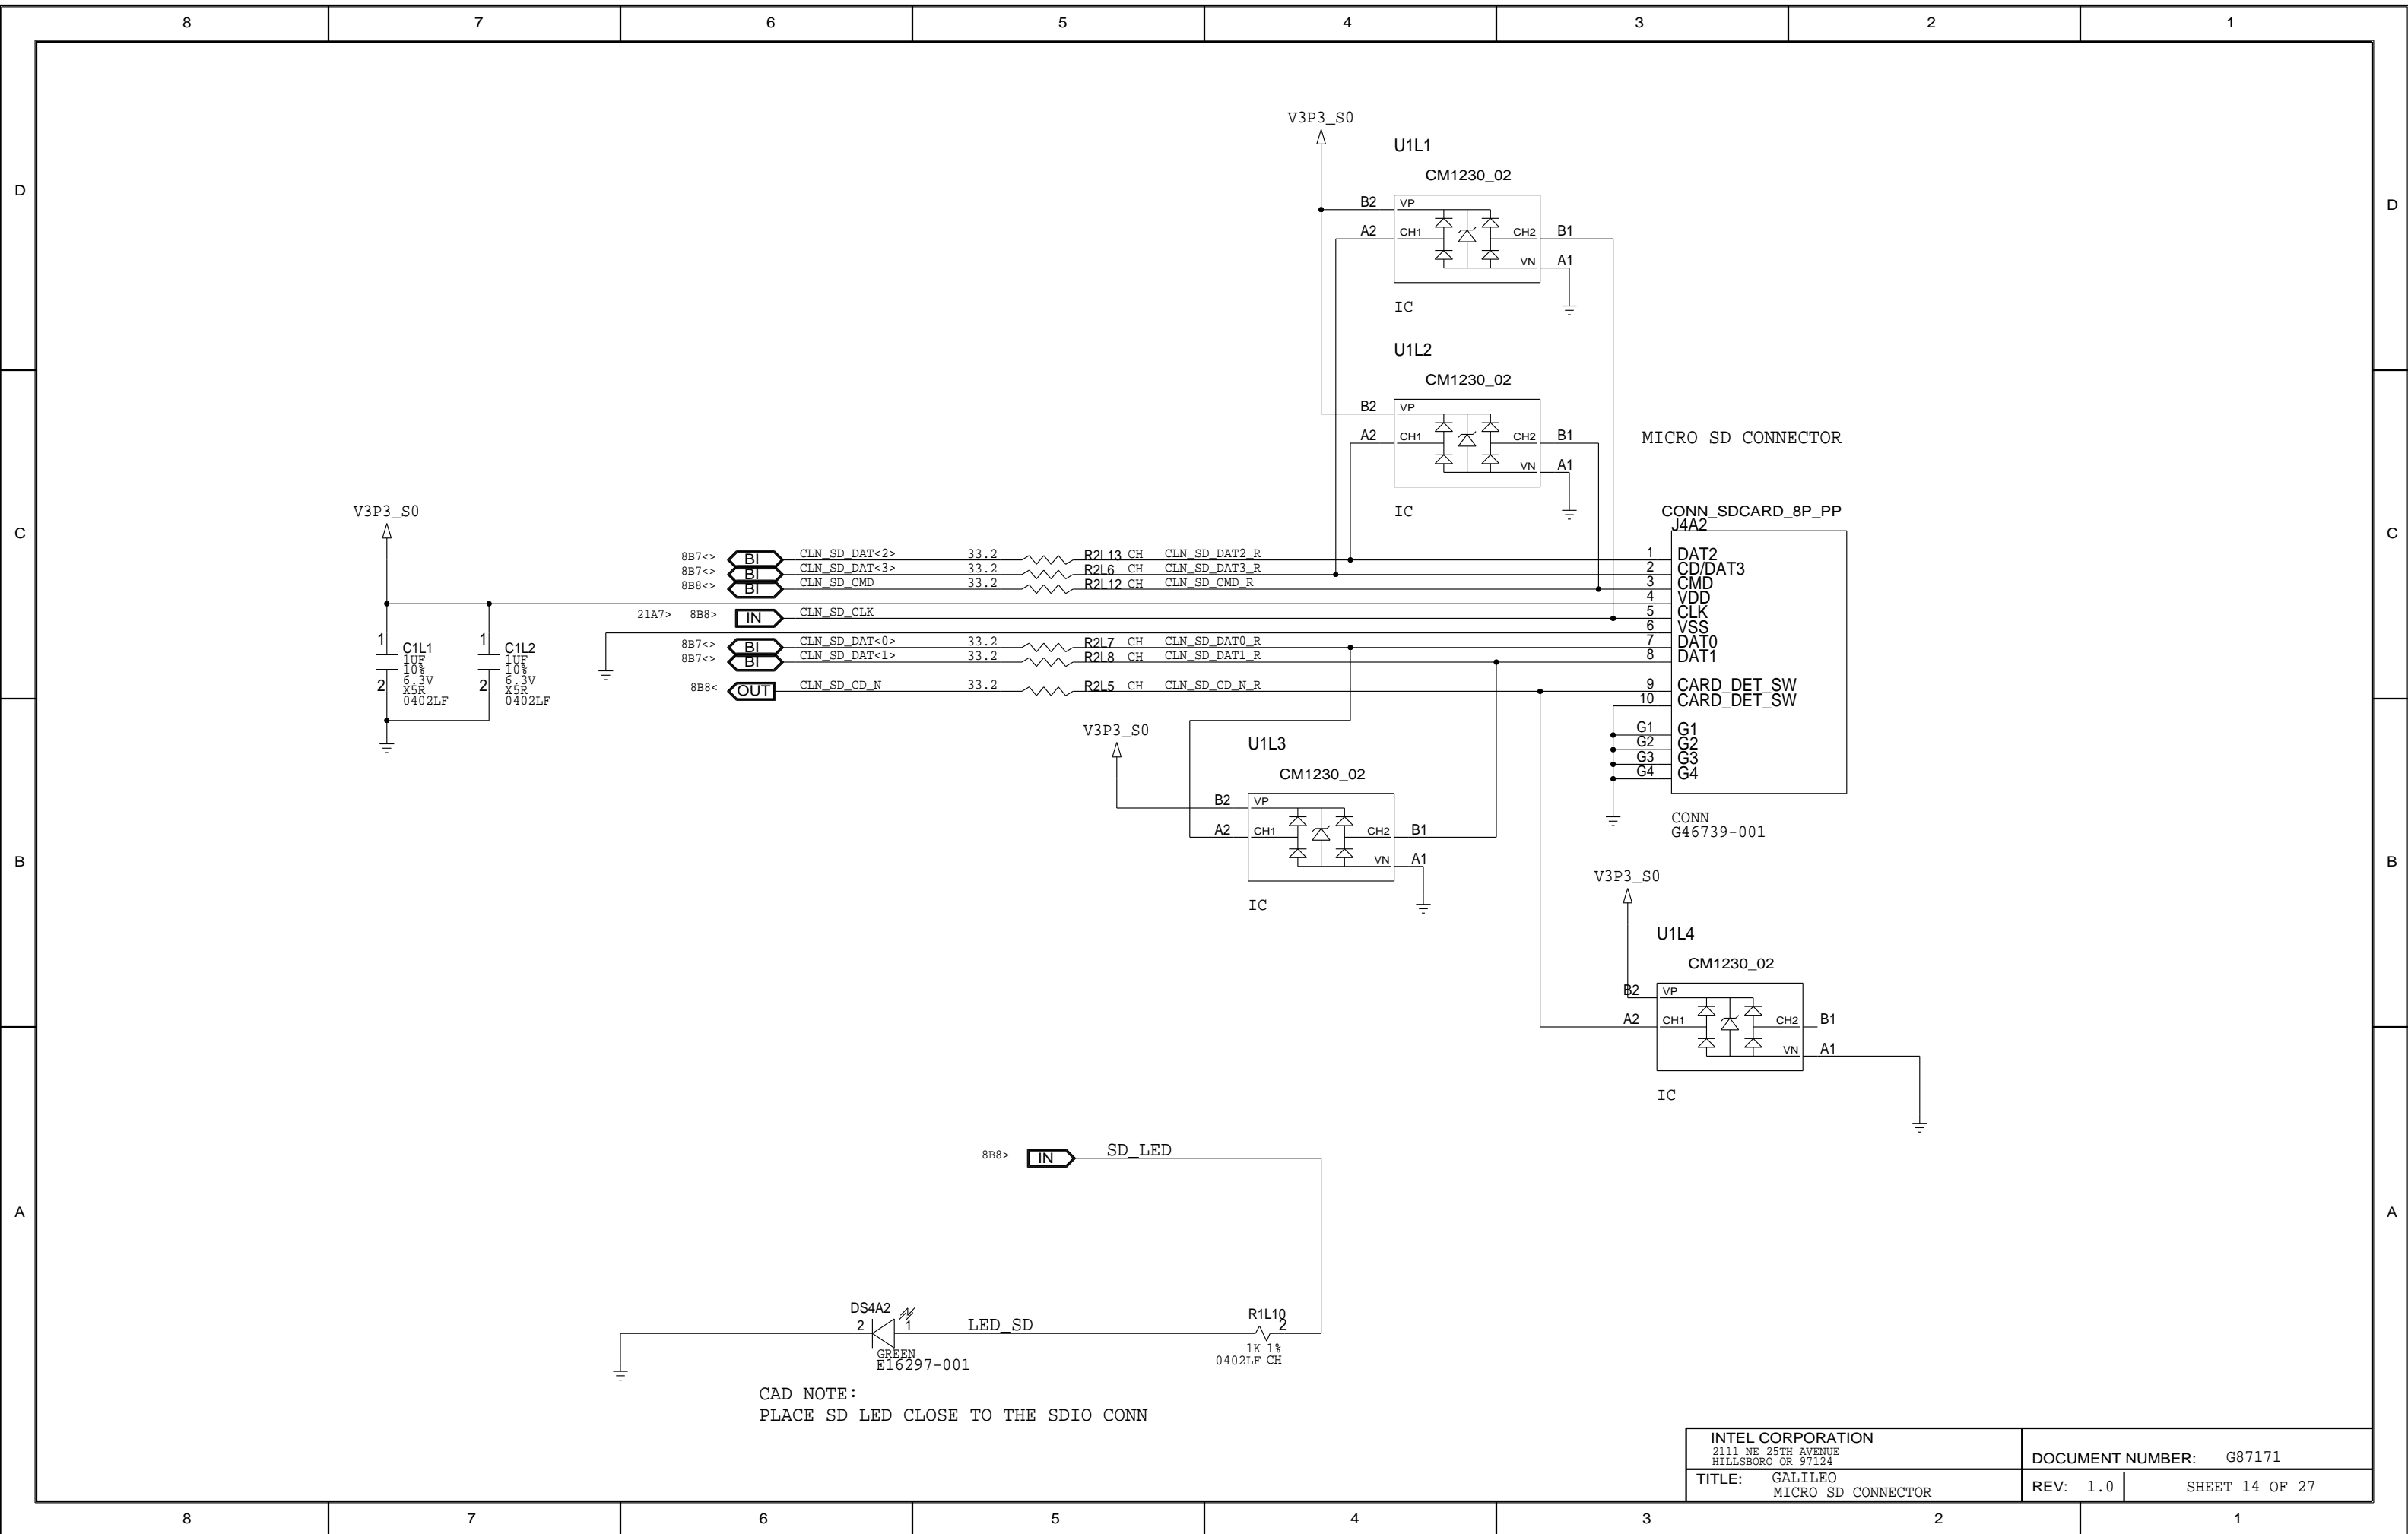 8 7 6 5 4 3 2 1
D D
C C
B B
A A
V3P3_S0
U1L1
CM1230_02
B2 VP
A2 CH1 CH2 B1
VN A1
IC
U1L2
CM1230_02
B2 VP
A2 CH1 CH2 B1
VN A1
IC
MICRO SD CONNECTOR
CONN_SDCARD_8P_PP
J4A2
V3P3_S0
8B7<> BI CLN_SD_DAT<2> 33.2 R2L13 CH CLN_SD_DAT2_R 1 DAT2
8B7<> BI CLN_SD_DAT<3> 33.2 R2L6 CH CLN_SD_DAT3_R 2 CD/DAT3
8B8<> BI CLN_SD_CMD 33.2 R2L12 CH CLN_SD_CMD_R 3 CMD
4 VDD
21A7> 8B8> IN CLN_SD_CLK 5 CLK
6 VSS
8B7<> BI CLN_SD_DAT<0> 33.2 R2L7 CH CLN_SD_DAT0_R 7 DAT0
8B7<> BI CLN_SD_DAT<1> 33.2 R2L8 CH CLN_SD_DAT1_R 8 DAT1
8B8< OUT CLN_SD_CD_N 33.2 R2L5 CH CLN_SD_CD_N_R 9 CARD_DET_SW
10 CARD_DET_SW
G1 G1
G2 G2
G3 G3
G4 G4
CONN
G46739-001
1 C1L1
1UF
10%
6.3V
2 X5R
0402LF
1 C1L2
1UF
10%
6.3V
2 X5R
0402LF
V3P3_S0
U1L3
CM1230_02
B2 VP
A2 CH1 CH2 B1
VN A1
IC
V3P3_S0
U1L4
CM1230_02
B2 VP
A2 CH1 CH2 B1
VN A1
IC
8B8> IN SD_LED
DS4A2
2 1 LED_SD
GREEN
E16297-001
R1L10
2
1K 1%
0402LF CH
CAD NOTE:
PLACE SD LED CLOSE TO THE SDIO CONN
INTEL CORPORATION
2111 NE 25TH AVENUE
HILLSBORO OR 97124
DOCUMENT NUMBER: G87171
TITLE: GALILEO
MICRO SD CONNECTOR
REV: 1.0 SHEET 14 OF 27
8 7 6 5 4 3 2 1